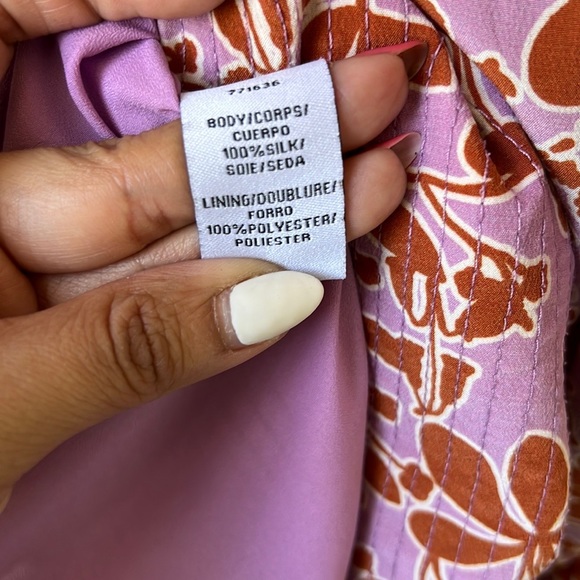 771636
BODY/CORPS/
CUERPO
100%SILK/
SOIE/SEDA
LINING/DOUBLURE/
FORRO
100%POLYESTER/
POLIESTER